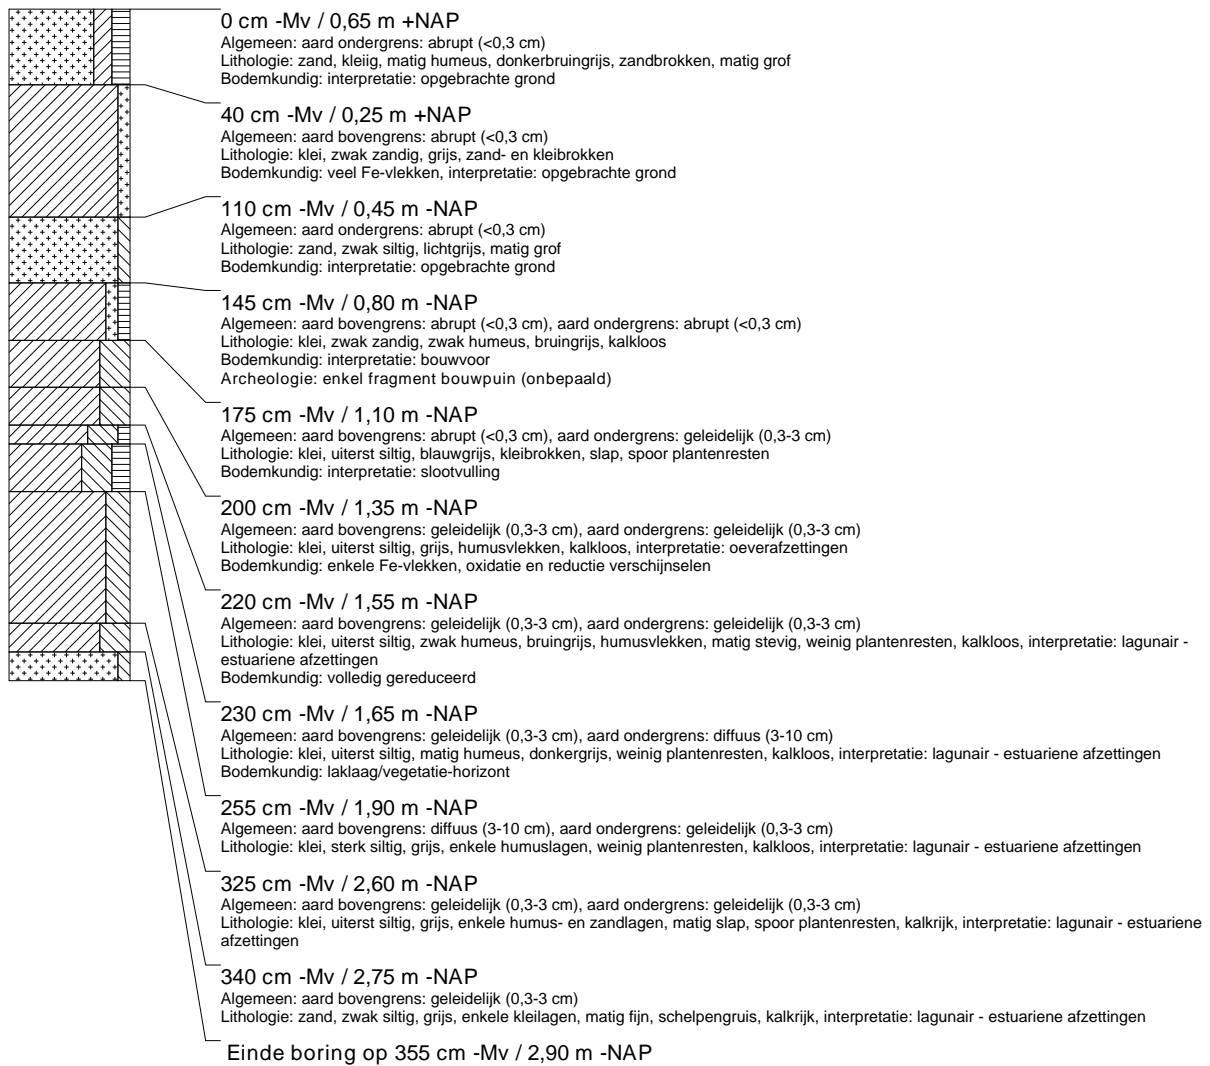 0 cm -Mv / 0,65 m +NAP
Algemeen: aard ondergrens: abrupt (<0,3 cm)
Lithologie: zand, kleiig, matig humeus, donkerbruingrijs, zandbrokken, matig grof
Bodemkundig: interpretatie: opgebrachte grond
40 cm -Mv / 0,25 m +NAP
Algemeen: aard bovengrens: abrupt (<0,3 cm)
Lithologie: klei, zwak zandig, grijs, zand- en kleibrokken
Bodemkundig: veel Fe-vlekken, interpretatie: opgebrachte grond
110 cm -Mv / 0,45 m -NAP
Algemeen: aard ondergrens: abrupt (<0,3 cm)
Lithologie: zand, zwak siltig, lichtgrijs, matig grof
Bodemkundig: interpretatie: opgebrachte grond
145 cm -Mv / 0,80 m -NAP
Algemeen: aard bovengrens: abrupt (<0,3 cm), aard ondergrens: abrupt (<0,3 cm)
Lithologie: klei, zwak zandig, zwak humeus, bruingrijs, kalkloos
Bodemkundig: interpretatie: bouwvoor
Archeologie: enkel fragment bouwpuin (onbepaald)
175 cm -Mv / 1,10 m -NAP
Algemeen: aard bovengrens: abrupt (<0,3 cm), aard ondergrens: geleidelijk (0,3-3 cm)
Lithologie: klei, uiterst siltig, blauwgrijs, kleibrokken, slap, spoor plantenresten
Bodemkundig: interpretatie: slootvulling
200 cm -Mv / 1,35 m -NAP
Algemeen: aard bovengrens: geleidelijk (0,3-3 cm), aard ondergrens: geleidelijk (0,3-3 cm)
Lithologie: klei, uiterst siltig, grijs, humusvlekken, kalkloos, interpretatie: oeverafzettingen
Bodemkundig: enkele Fe-vlekken, oxidatie en reductie verschijnselen
220 cm -Mv / 1,55 m -NAP
Algemeen: aard bovengrens: geleidelijk (0,3-3 cm), aard ondergrens: geleidelijk (0,3-3 cm)
Lithologie: klei, uiterst siltig, zwak humeus, bruingrijs, humusvlekken, matig stevig, weinig plantenresten, kalkloos, interpretatie: lagunair -
estuariene afzettingen
Bodemkundig: volledig gereduceerd
230 cm -Mv / 1,65 m -NAP
Algemeen: aard bovengrens: geleidelijk (0,3-3 cm), aard ondergrens: diffuus (3-10 cm)
Lithologie: klei, uiterst siltig, matig humeus, donkergrijs, weinig plantenresten, kalkloos, interpretatie: lagunair - estuariene afzettingen
Bodemkundig: laklaag/vegetatie-horizont
255 cm -Mv / 1,90 m -NAP
Algemeen: aard bovengrens: diffuus (3-10 cm), aard ondergrens: geleidelijk (0,3-3 cm)
Lithologie: klei, sterk siltig, grijs, enkele humuslagen, weinig plantenresten, kalkloos, interpretatie: lagunair - estuariene afzettingen
325 cm -Mv / 2,60 m -NAP
Algemeen: aard bovengrens: geleidelijk (0,3-3 cm), aard ondergrens: geleidelijk (0,3-3 cm)
Lithologie: klei, uiterst siltig, grijs, enkele humus- en zandlagen, matig slap, spoor plantenresten, kalkrijk, interpretatie: lagunair - estuariene
afzettingen
340 cm -Mv / 2,75 m -NAP
Algemeen: aard bovengrens: geleidelijk (0,3-3 cm)
Lithologie: zand, zwak siltig, grijs, enkele kleilagen, matig fijn, schelpengruis, kalkrijk, interpretatie: lagunair - estuariene afzettingen
Einde boring op 355 cm -Mv / 2,90 m -NAP